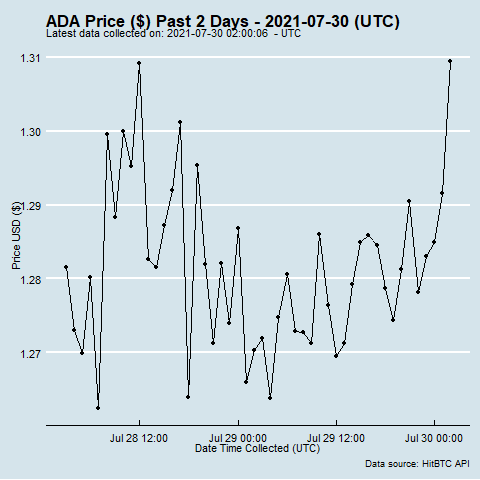 ADA Price ($) Past 2 Days - 2021-07-30 (UTC)
Latest data collected on: 2021-07-30 02:00:06 - UTC
1.31
1.30
1.29
1.28
1.27
Price USD ($)
Jul 28 12:00
Jul 29 00:00
Jul 29 12:00
Jul 30 00:00
Date Time Collected (UTC)
Data source: HitBTC API